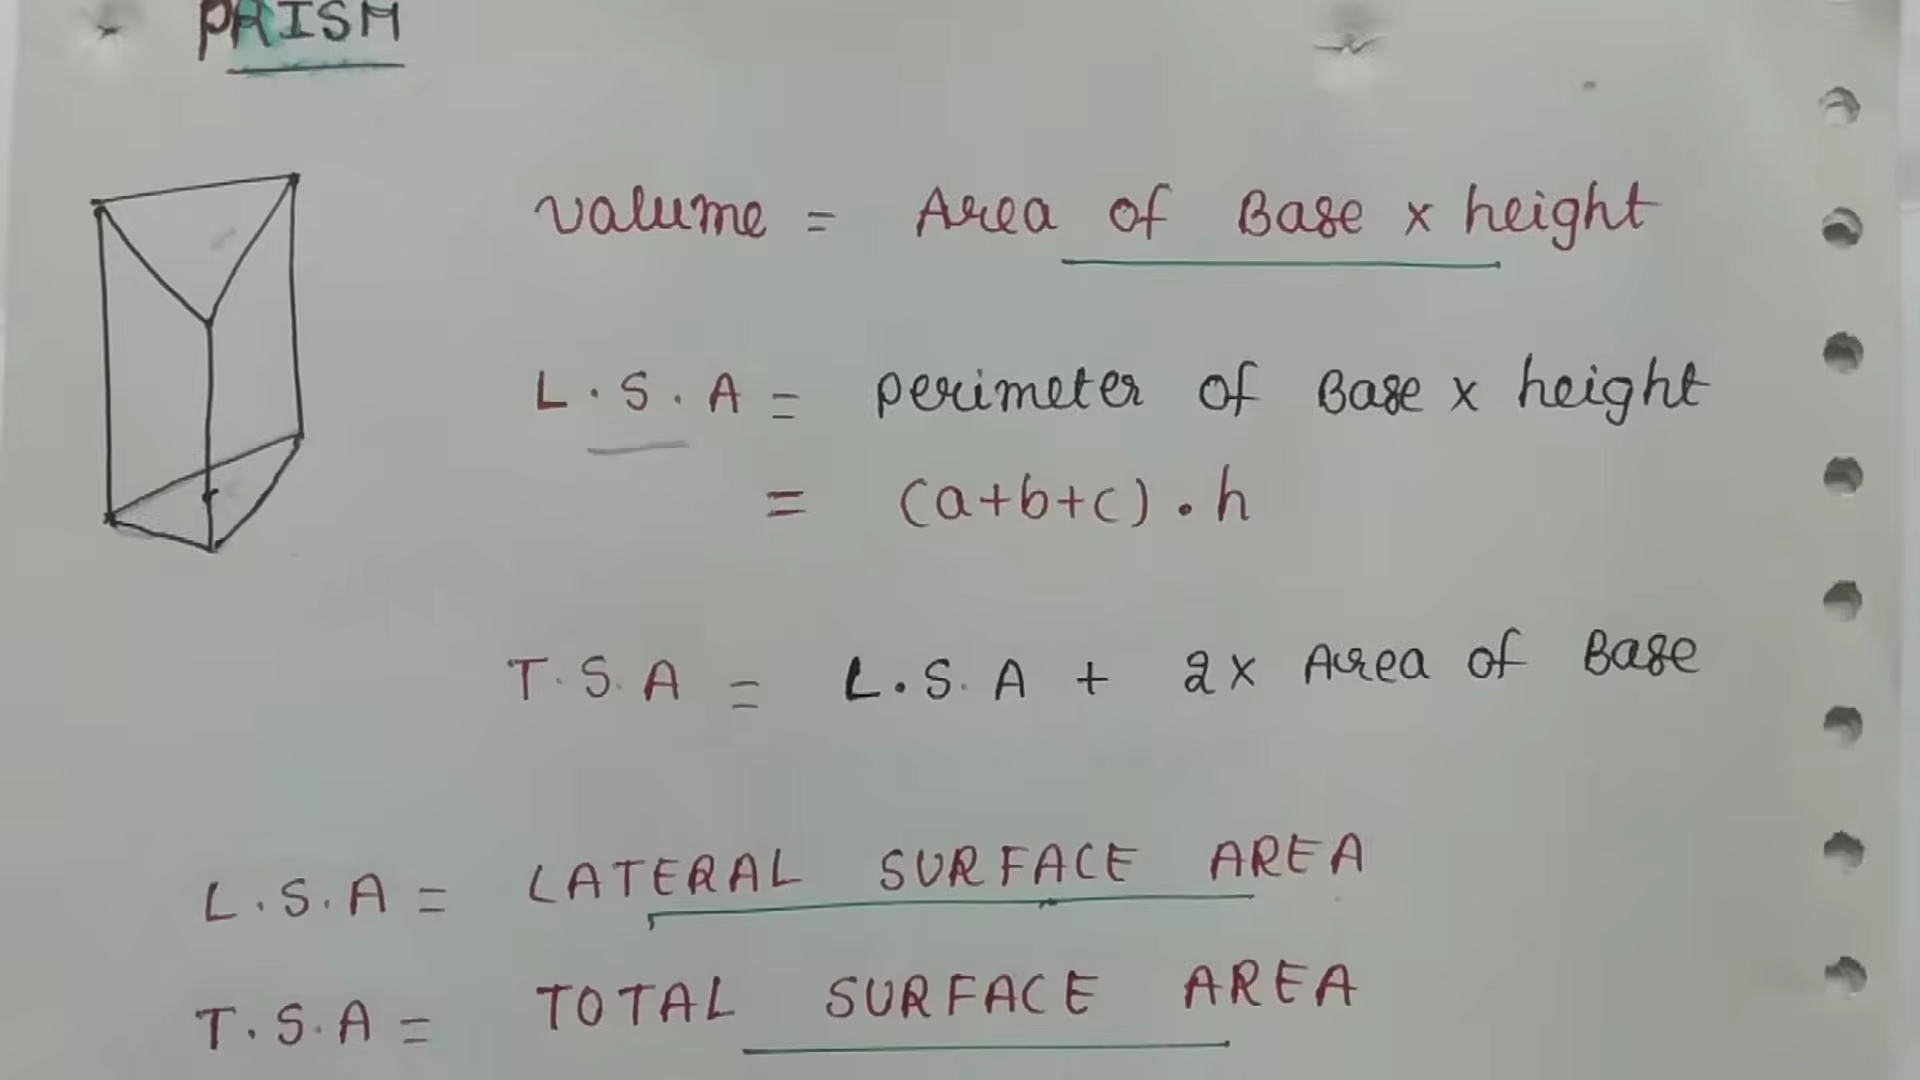 PRISM
valume = Area of Base x height
L.S.A = perimeter of Base x height
= (a+b+c).h
T.S.A = L.S.A + 2x Area of Base
L.S.A = LATERAL SURFACE AREA
T.S.A = TOTAL SURFACE AREA